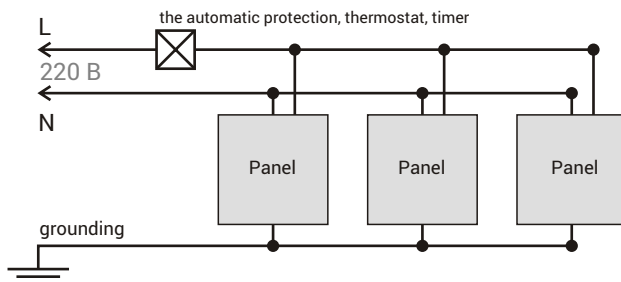 the automatic protection, thermostat, timer
L
220 В
N
Panel
Panel
Panel
grounding